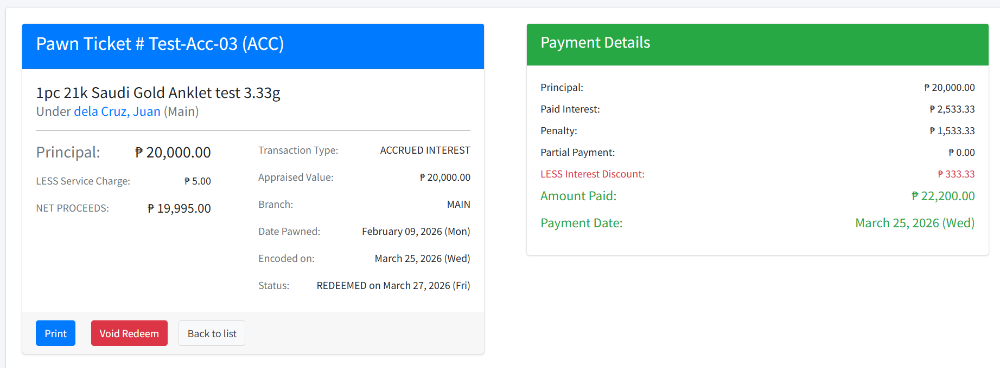 Pawn Ticket # Test-Acc-03 (ACC)
1pc 21k Saudi Gold Anklet test 3.33g
Under dela Cruz, Juan (Main)
Principal: ₱ 20,000.00
LESS Service Charge: ₱ 5.00
NET PROCEEDS: ₱ 19,995.00
Transaction Type: ACCRUED INTEREST
Appraised Value: ₱ 20,000.00
Branch: MAIN
Date Pawned: February 09, 2026 (Mon)
Encoded on: March 25, 2026 (Wed)
Status: REDEEMED on March 27, 2026 (Fri)
Print Void Redeem Back to list
Payment Details
Principal: ₱ 20,000.00
Paid Interest: ₱ 2,533.33
Penalty: ₱ 1,533.33
Partial Payment: ₱ 0.00
LESS Interest Discount: ₱ 333.33
Amount Paid: ₱ 22,200.00
Payment Date: March 25, 2026 (Wed)